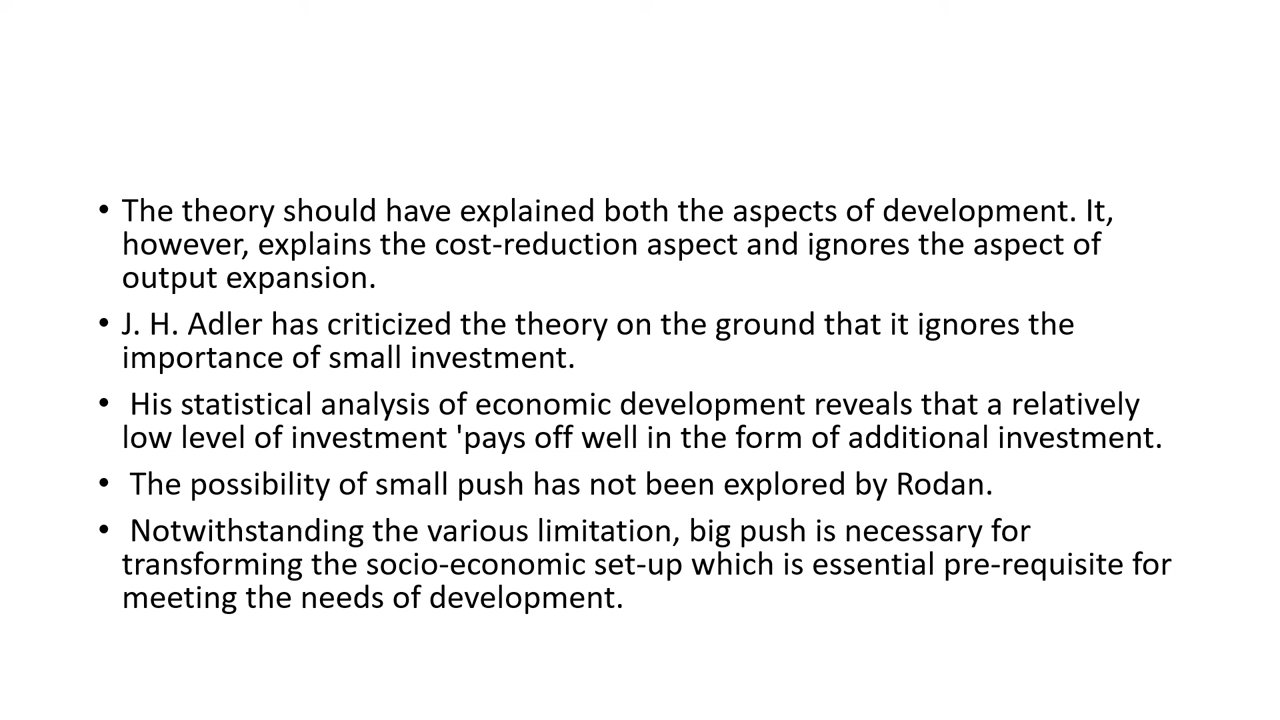 • The theory should have explained both the aspects of development. It,
however, explains the cost-reduction aspect and ignores the aspect of
output expansion.
• J. H. Adler has criticized the theory on the ground that it ignores the
importance of small investment.
• His statistical analysis of economic development reveals that a relatively
low level of investment 'pays off well in the form of additional investment.
• The possibility of small push has not been explored by Rodan.
• Notwithstanding the various limitation, big push is necessary for
transforming the socio-economic set-up which is essential pre-requisite for
meeting the needs of development.